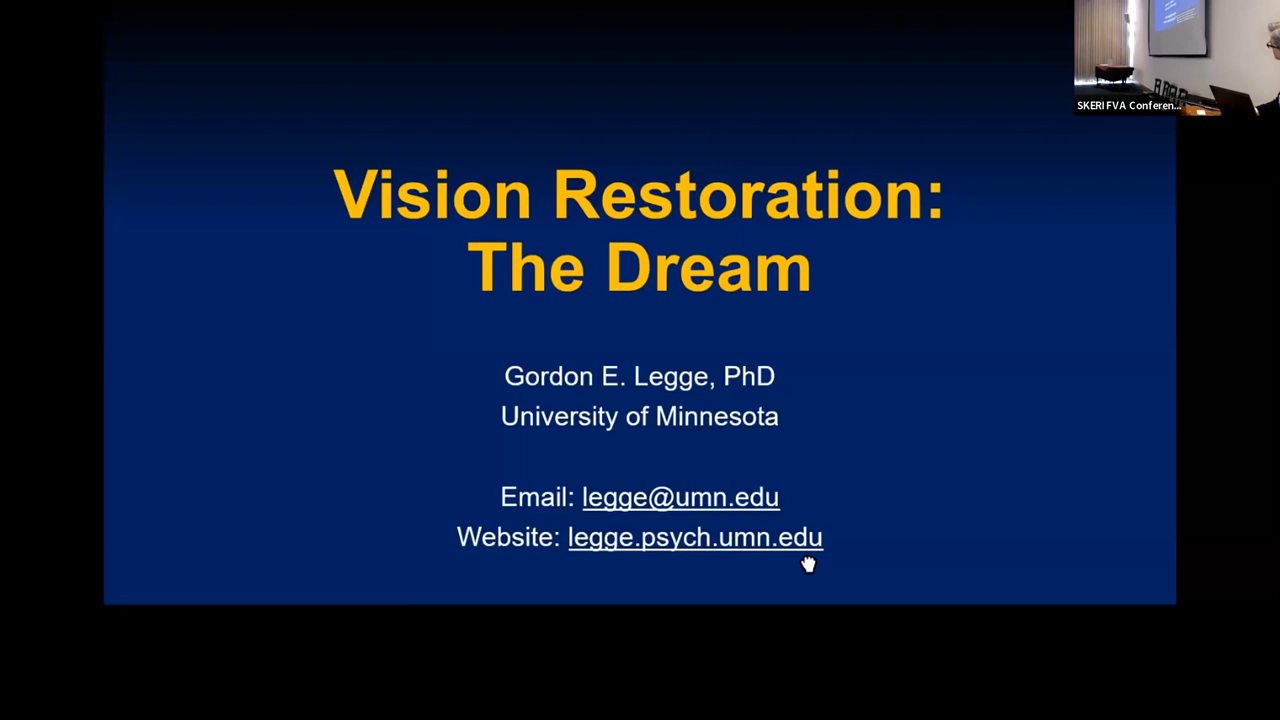 Vision Restoration:
The Dream
Gordon E. Legge, PhD
University of Minnesota
Email: legge@umn.edu
Website: legge.psych.umn.edu
SKERI FVA Conferen...